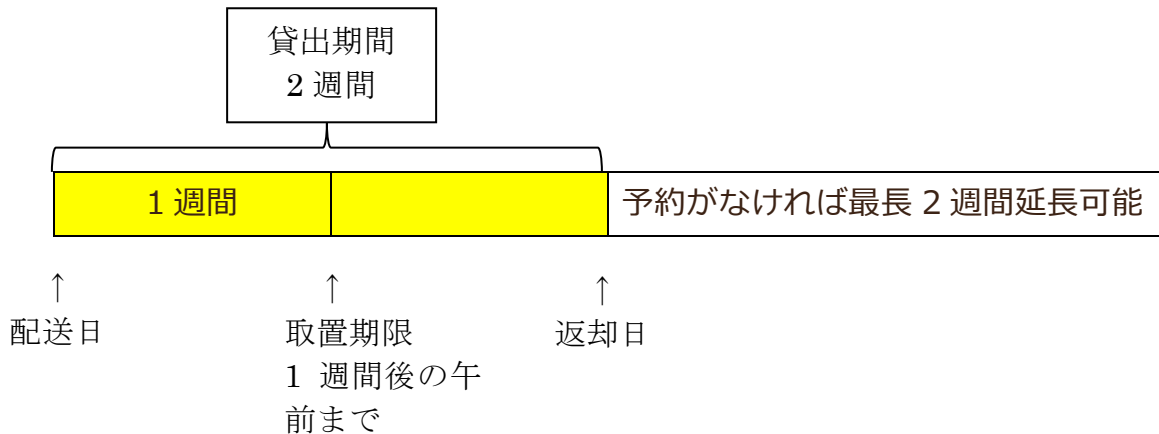 貸出期間
2 週間
1 週間
予約がなければ最長 2 週間延長可能
↑
↑
↑
配送日
取置期限
1 週間後の午
前まで
返却日